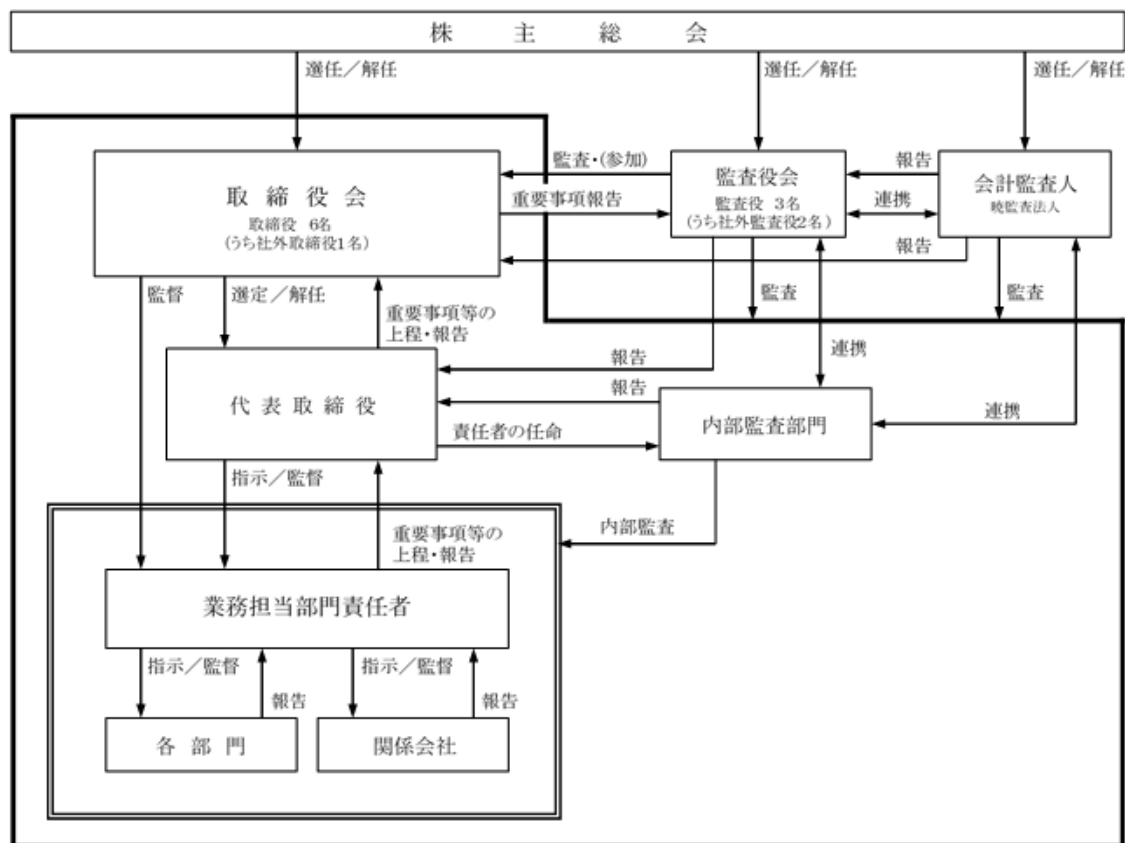 株主総会
選任／解任
選任／解任
選任／解任
取締役会
取締役 6名
(うち社外取締役1名)
監査・(参加)
重要事項報告
監査役会
監査役 3名
(うち社外監査役2名)
報告
連携
会計監査人
暁監査法人
報告
監督
選定／解任
重要事項等の
上程・報告
監査
監査
報告
連携
代表取締役
報告
責任者の任命
内部監査部門
連携
指示／監督
重要事項等の
上程・報告
内部監査
業務担当部門責任者
指示／監督
報告
指示／監督
報告
各部門
関係会社